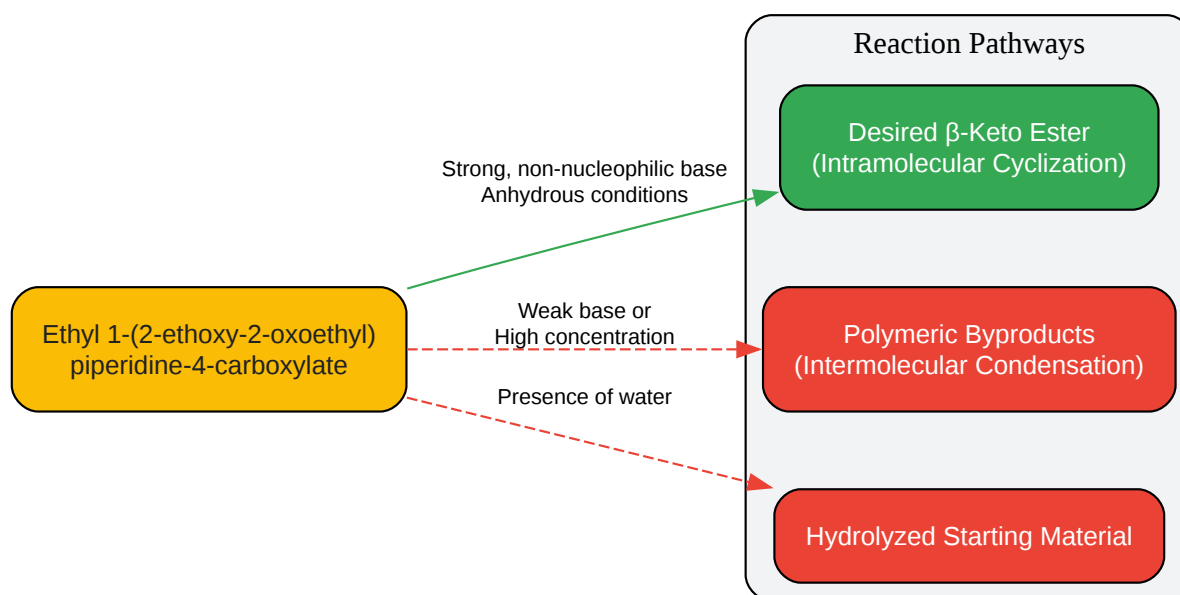 Reaction Pathways
Desired β-Keto Ester
(Intramolecular Cyclization)
Strong, non-nucleophilic base
Anhydrous conditions
Ethyl 1-(2-ethoxy-2-oxoethyl)
piperidine-4-carboxylate
Weak base or
High concentration
Polymeric Byproducts
(Intermolecular Condensation)
Presence of water
Hydrolyzed Starting Material